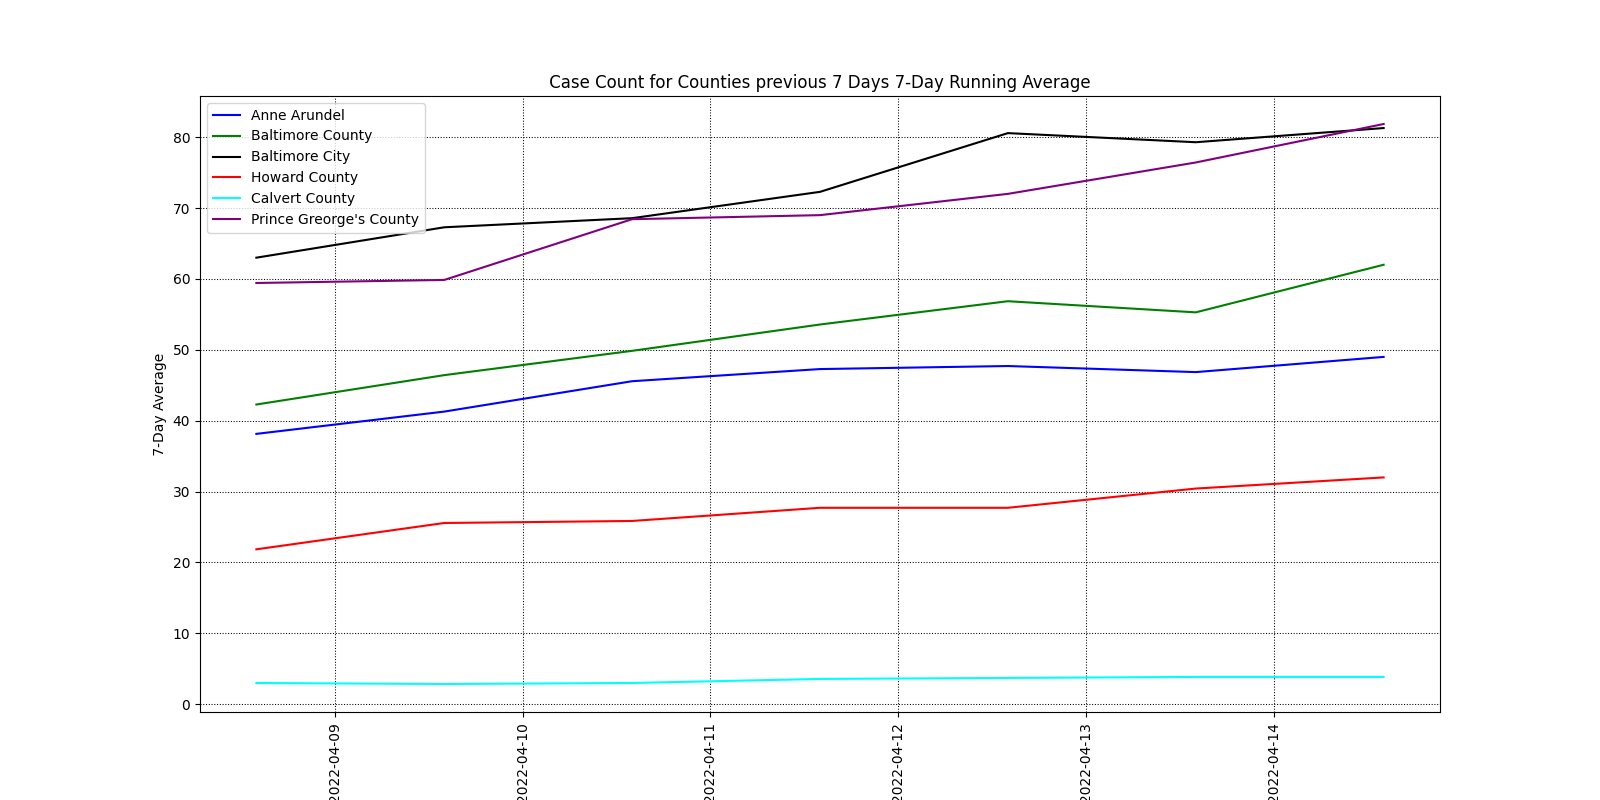 Case Count for Counties previous 7 Days 7-Day Running Average
Anne Arundel
Baltimore County
Baltimore City
Howard County
Calvert County
Prince Greorge's County
7-Day Average
80
70
60
50
40
30
20
10
0
2022-04-09
2022-04-10
2022-04-11
2022-04-12
2022-04-13
2022-04-14